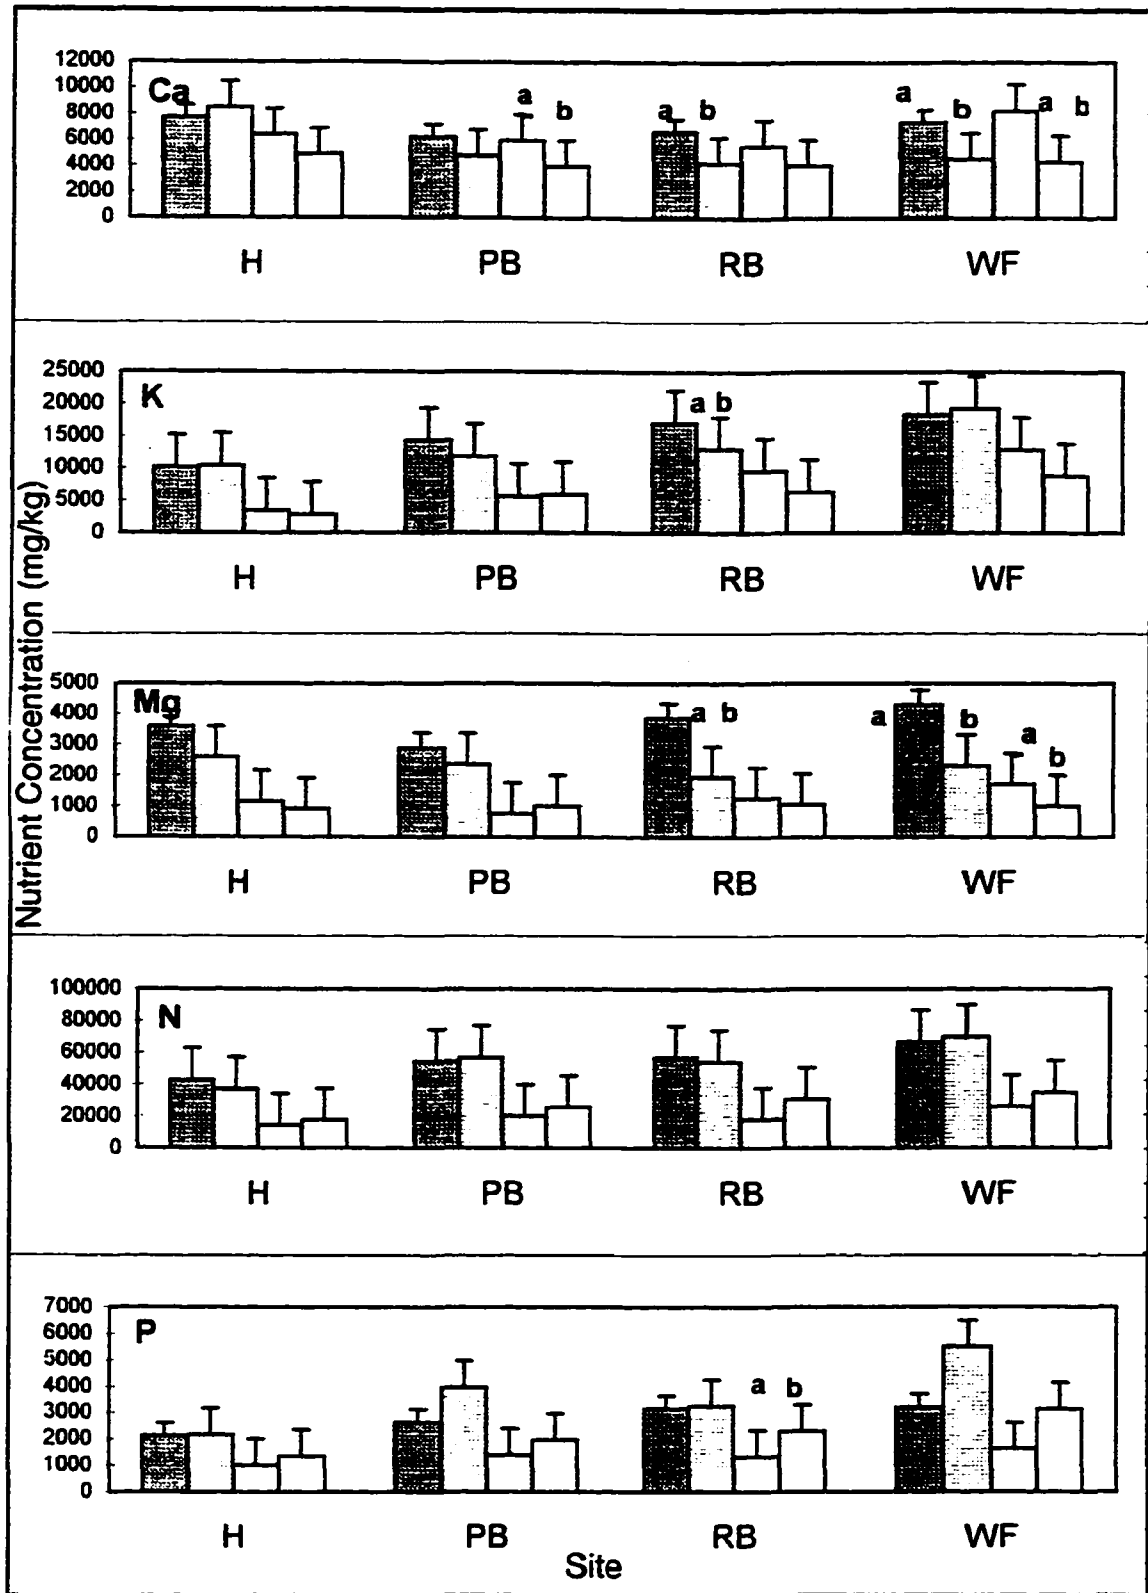 Nutrient Concentration (mg/kg)
12000
10000
8000
6000
4000
2000
0
Ca
a b
a b
a b
a b
H PB RB WF
25000
20000
15000
10000
5000
0
K
a b
H PB RB WF
5000
4000
3000
2000
1000
0
Mg
a b
a b
a b
H PB RB WF
100000
80000
60000
40000
20000
0
N
H PB RB WF
7000
6000
5000
4000
3000
2000
1000
0
P
a b
H PB RB WF
Site